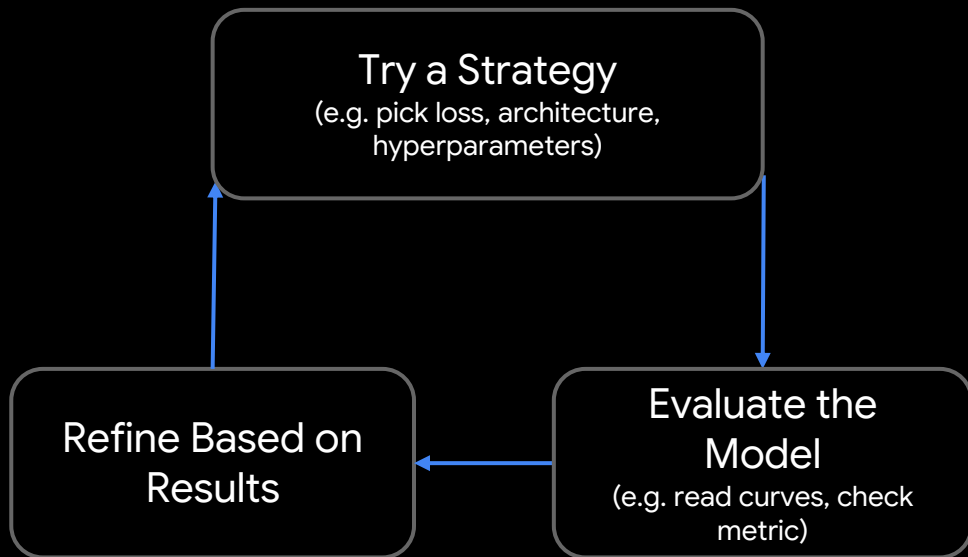 Try a Strategy
(e.g. pick loss, architecture,
hyperparameters)
Evaluate the
Model
(e.g. read curves, check
metric)
Refine Based on
Results